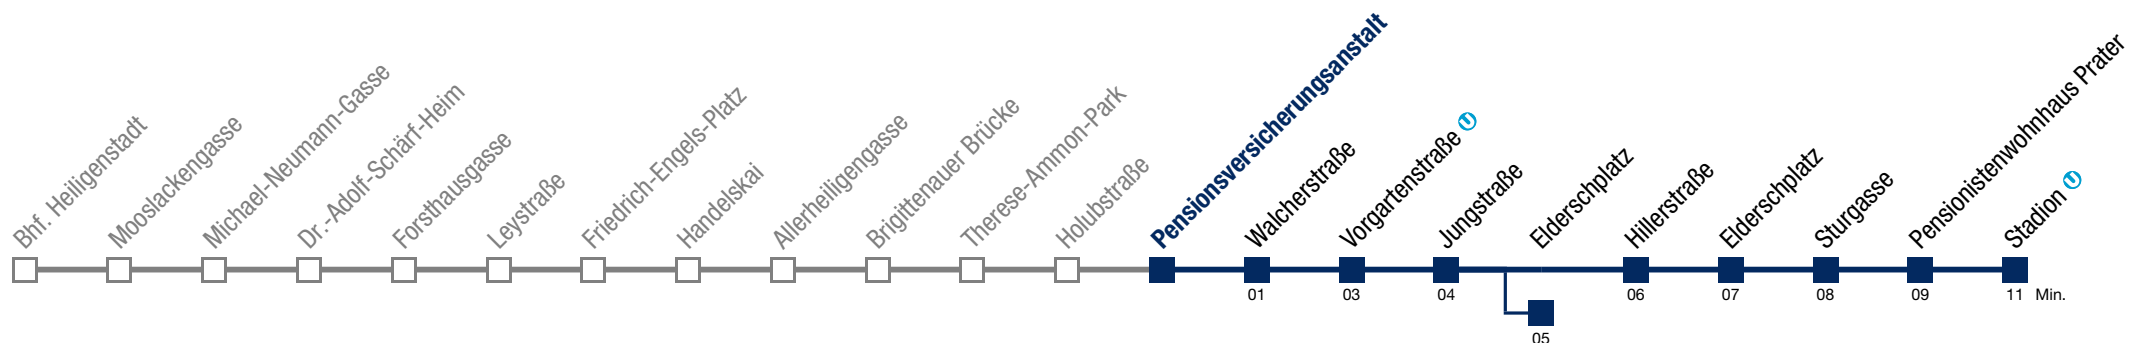 Bhf. Heiligenstadt
Mooslackengasse
Michael-Neumann-Gasse
Dr.-Adolf-Schärf-Heim
Forsthausgasse
Leystraße
Friedrich-Engels-Platz
Handelskai
Allerheiligengasse
Brigittenauer Brücke
Therese-Ammon-Park
Holubstraße
Pensionsversicherungsanstalt
Walcherstraße
Vorgartenstraße U
Jungstraße
Elderschplatz
Hillerstraße
Elderschplatz
Sturgasse
Pensionistenwohnhaus Prater
Stadion U
01 03 04 06 07 08 09 11 Min.
05